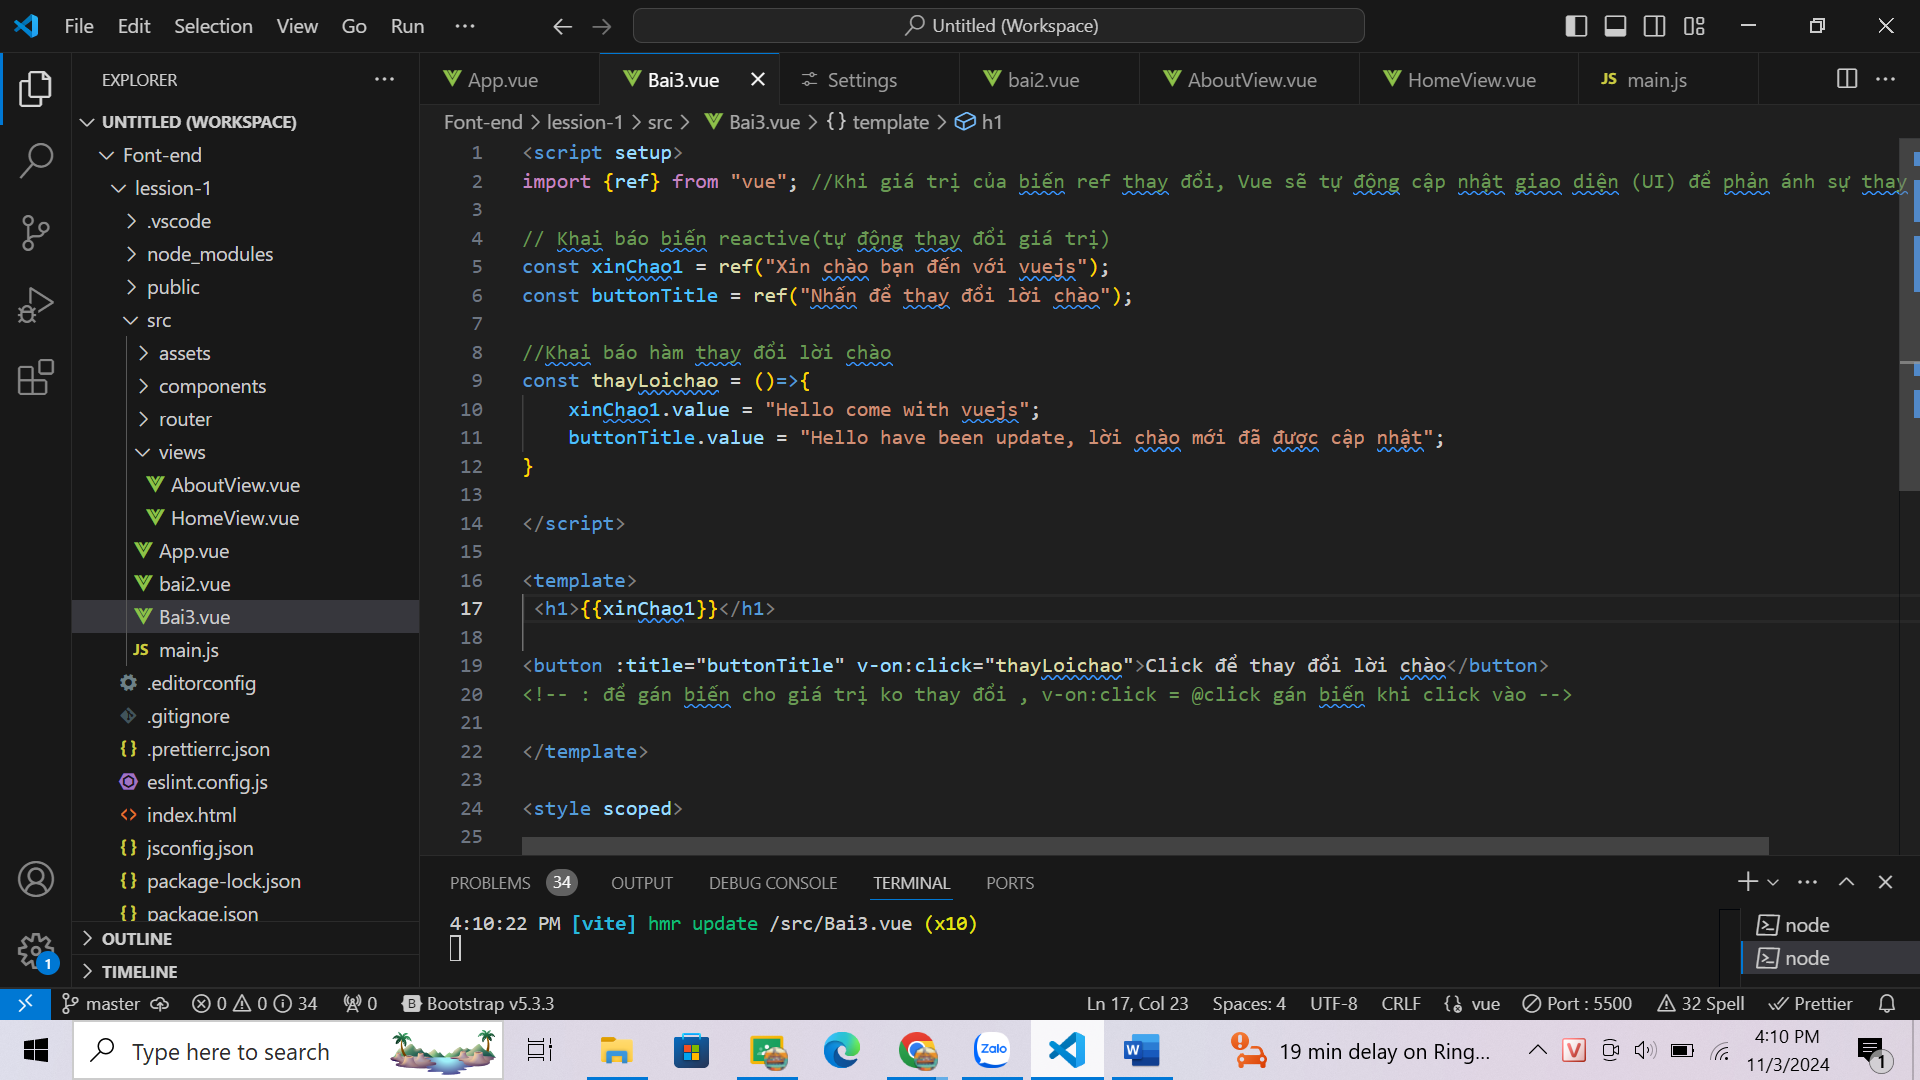 File Edit Selection View Go Run ··· Untitled (Workspace)
EXPLORER ···
App.vue Bai3.vue Settings bai2.vue AboutView.vue HomeView.vue JS main.js ···
UNTITLED (WORKSPACE)
Font-end
lession-1
.vscode
node_modules
public
src
assets
components
router
views
AboutView.vue
HomeView.vue
App.vue
bai2.vue
Bai3.vue
JS main.js
.editorconfig
.gitignore
{} .prettierrc.json
eslint.config.js
<> index.html
{} jsconfig.json
{} package-lock.json
{} package.json
OUTLINE
TIMELINE
1
Font-end > lession-1 > src > Bai3.vue > {} template > h1
1 <script setup>
2 import {ref} from "vue"; //Khi giá trị của biến ref thay đổi, Vue sẽ tự động cập nhật giao diện (UI) để phản ánh sự thay
3
4 // Khai báo biến reactive(tự động thay đổi giá trị)
5 const xinChao1 = ref("Xin chào bạn đến với vuejs");
6 const buttonTitle = ref("Nhấn để thay đổi lời chào");
7
8 //Khai báo hàm thay đổi lời chào
9 const thayLoichao = ()=>{
10 xinChao1.value = "Hello come with vuejs";
11 buttonTitle.value = "Hello have been update, lời chào mới đã được cập nhật";
12 }
13
14 </script>
15
16 <template>
17 <h1>{{xinChao1}}</h1>
18
19 <button :title="buttonTitle" v-on:click="thayLoichao">Click để thay đổi lời chào</button>
20 <!-- : để gán biến cho giá trị ko thay đổi , v-on:click = @click gán biến khi click vào -->
21
22 </template>
23
24 <style scoped>
25
PROBLEMS 34 OUTPUT DEBUG CONSOLE TERMINAL PORTS
4:10:22 PM [vite] hmr update /src/Bai3.vue (x10)
node
node
master 0 0 34 0 B Bootstrap v5.3.3 Ln 17, Col 23 Spaces: 4 UTF-8 CRLF vue Port : 5500 32 Spell Prettier
Type here to search Zalo W 19 min delay on Ring... V 4:10 PM
11/3/2024 1